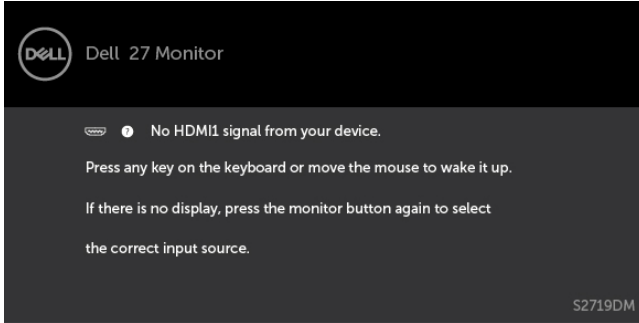 DELL
Dell 27 Monitor
? No HDMI1 signal from your device.
Press any key on the keyboard or move the mouse to wake it up.
If there is no display, press the monitor button again to select
the correct input source.
S2719DM